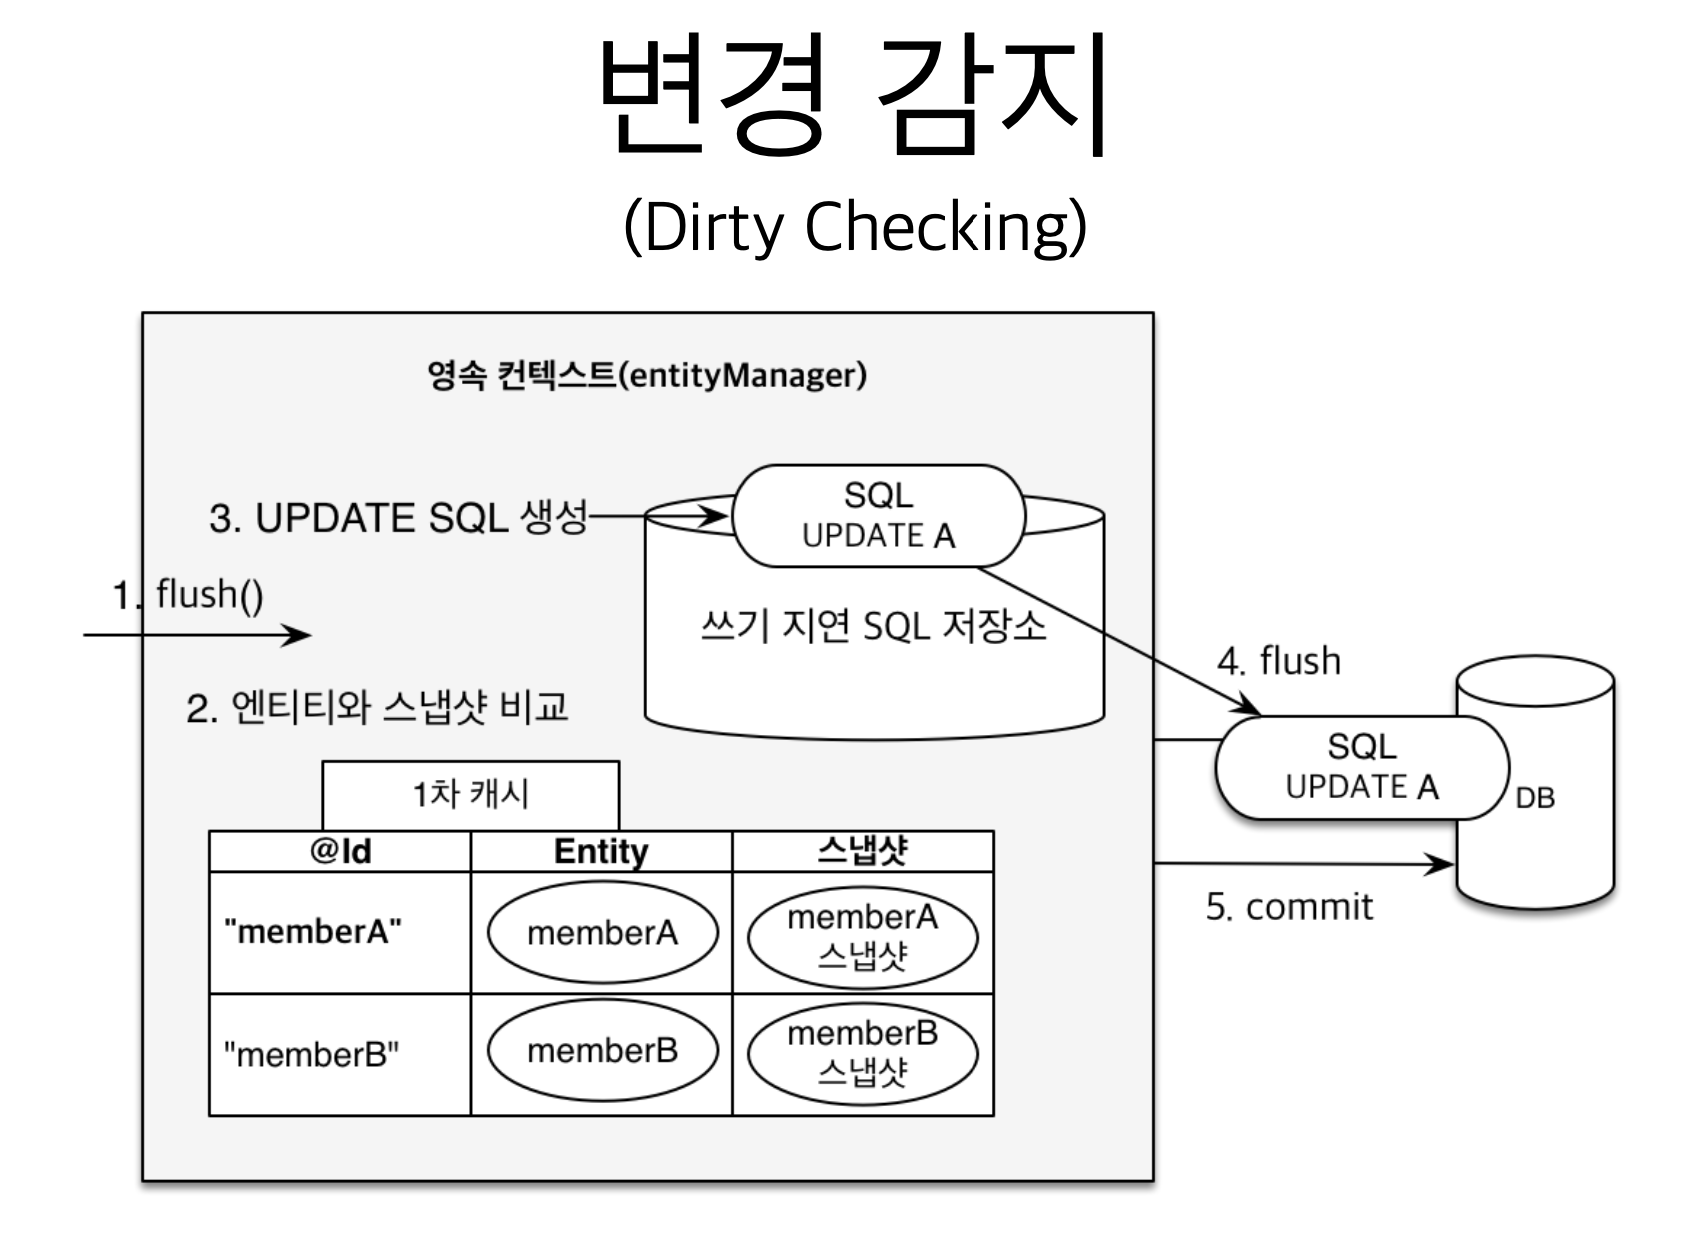 변경 감지
(Dirty Checking)
영속 컨텍스트(entityManager)
3. UPDATE SQL 생성
SQL
UPDATE A
1. flush()
쓰기 지연 SQL 저장소
4. flush
2. 엔티티와 스냅샷 비교
SQL
UPDATE A
DB
1차 캐시
@Id Entity 스냅샷
5. commit
"memberA" memberA memberA
스냅샷
"memberB" memberB memberB
스냅샷